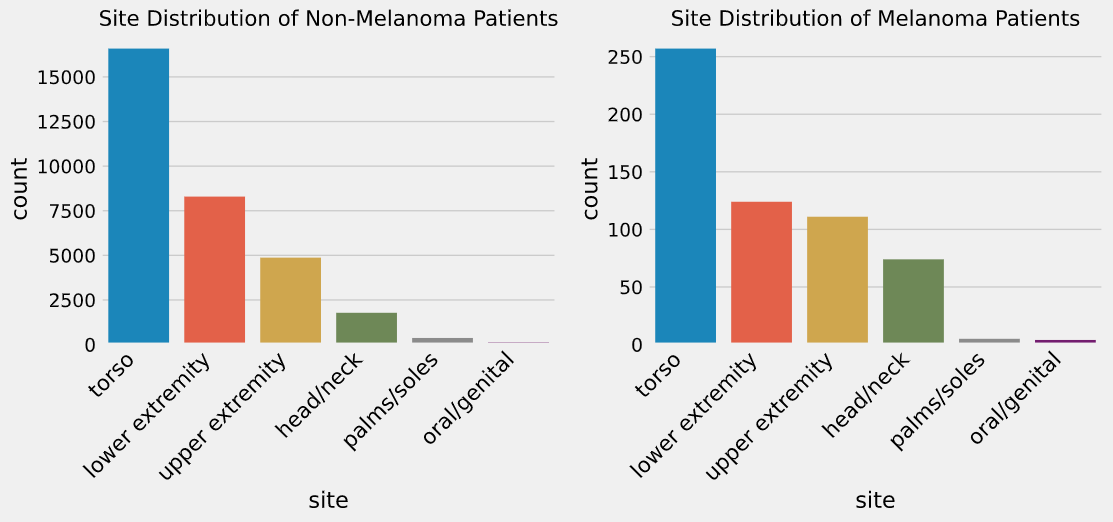 Site Distribution of Non-Melanoma Patients
count
15000
12500
10000
7500
5000
2500
0
torso
lower extremity
upper extremity
head/neck
palms/soles
oral/genital
site
Site Distribution of Melanoma Patients
count
250
200
150
100
50
0
torso
lower extremity
upper extremity
head/neck
palms/soles
oral/genital
site